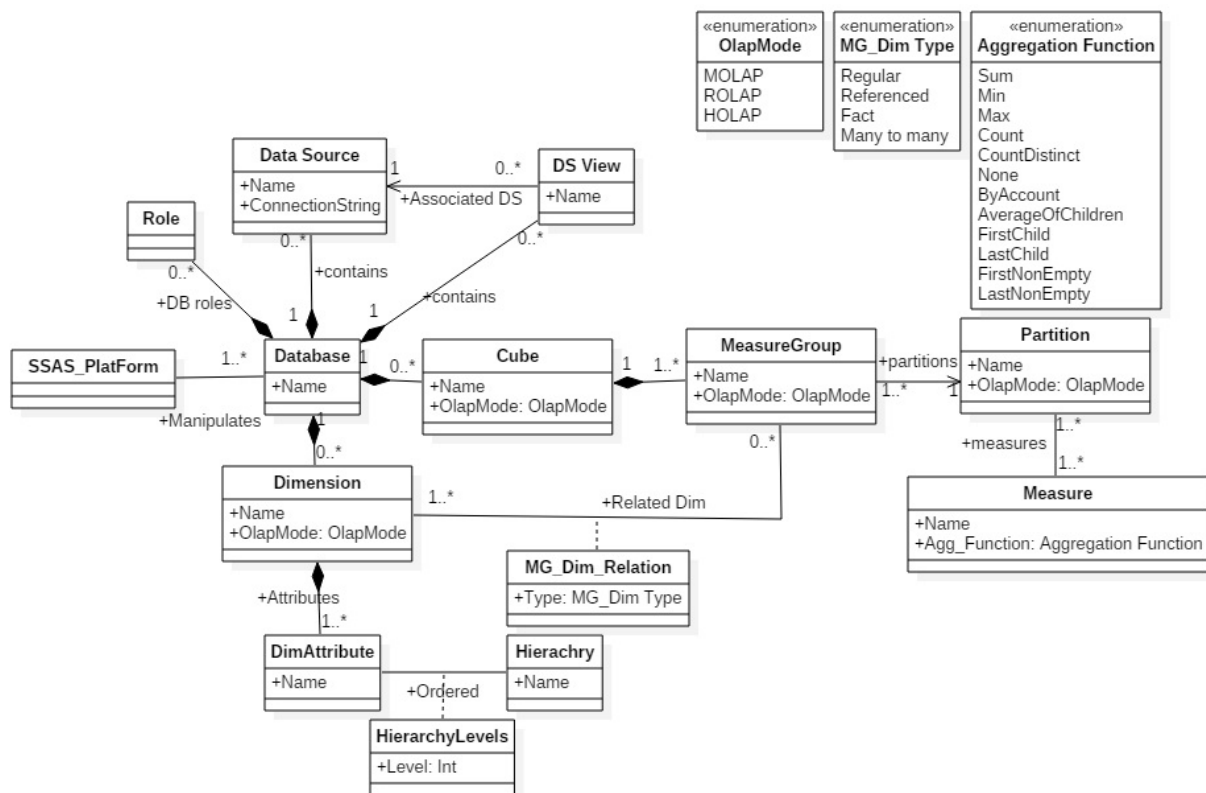 «enumeration»
OlapMode
MOLAP
ROLAP
HOLAP
«enumeration»
MG_Dim Type
Regular
Referenced
Fact
Many to many
«enumeration»
Aggregation Function
Sum
Min
Max
Count
CountDistinct
None
ByAccount
AverageOfChildren
FirstChild
LastChild
FirstNonEmpty
LastNonEmpty
Data Source
+Name
+ConnectionString
1
0..*
+Associated DS
DS View
+Name
Role
0..*
0..*
0..*
+contains
+DB roles
+contains
1
1
SSAS_PlatForm
1..*
+Manipulates
Database
+Name
1
0..*
Cube
+Name
+OlapMode: OlapMode
1
1..*
MeasureGroup
+Name
+OlapMode: OlapMode
+partitions
1..*
1
Partition
+Name
+OlapMode: OlapMode
1
0..*
0..*
1..*
+measures
1..*
Dimension
+Name
+OlapMode: OlapMode
1..*
+Related Dim
Measure
+Name
+Agg_Function: Aggregation Function
MG_Dim_Relation
+Type: MG_Dim Type
+Attributes
1..*
DimAttribute
+Name
Hierachry
+Name
+Ordered
HierarchyLevels
+Level: Int